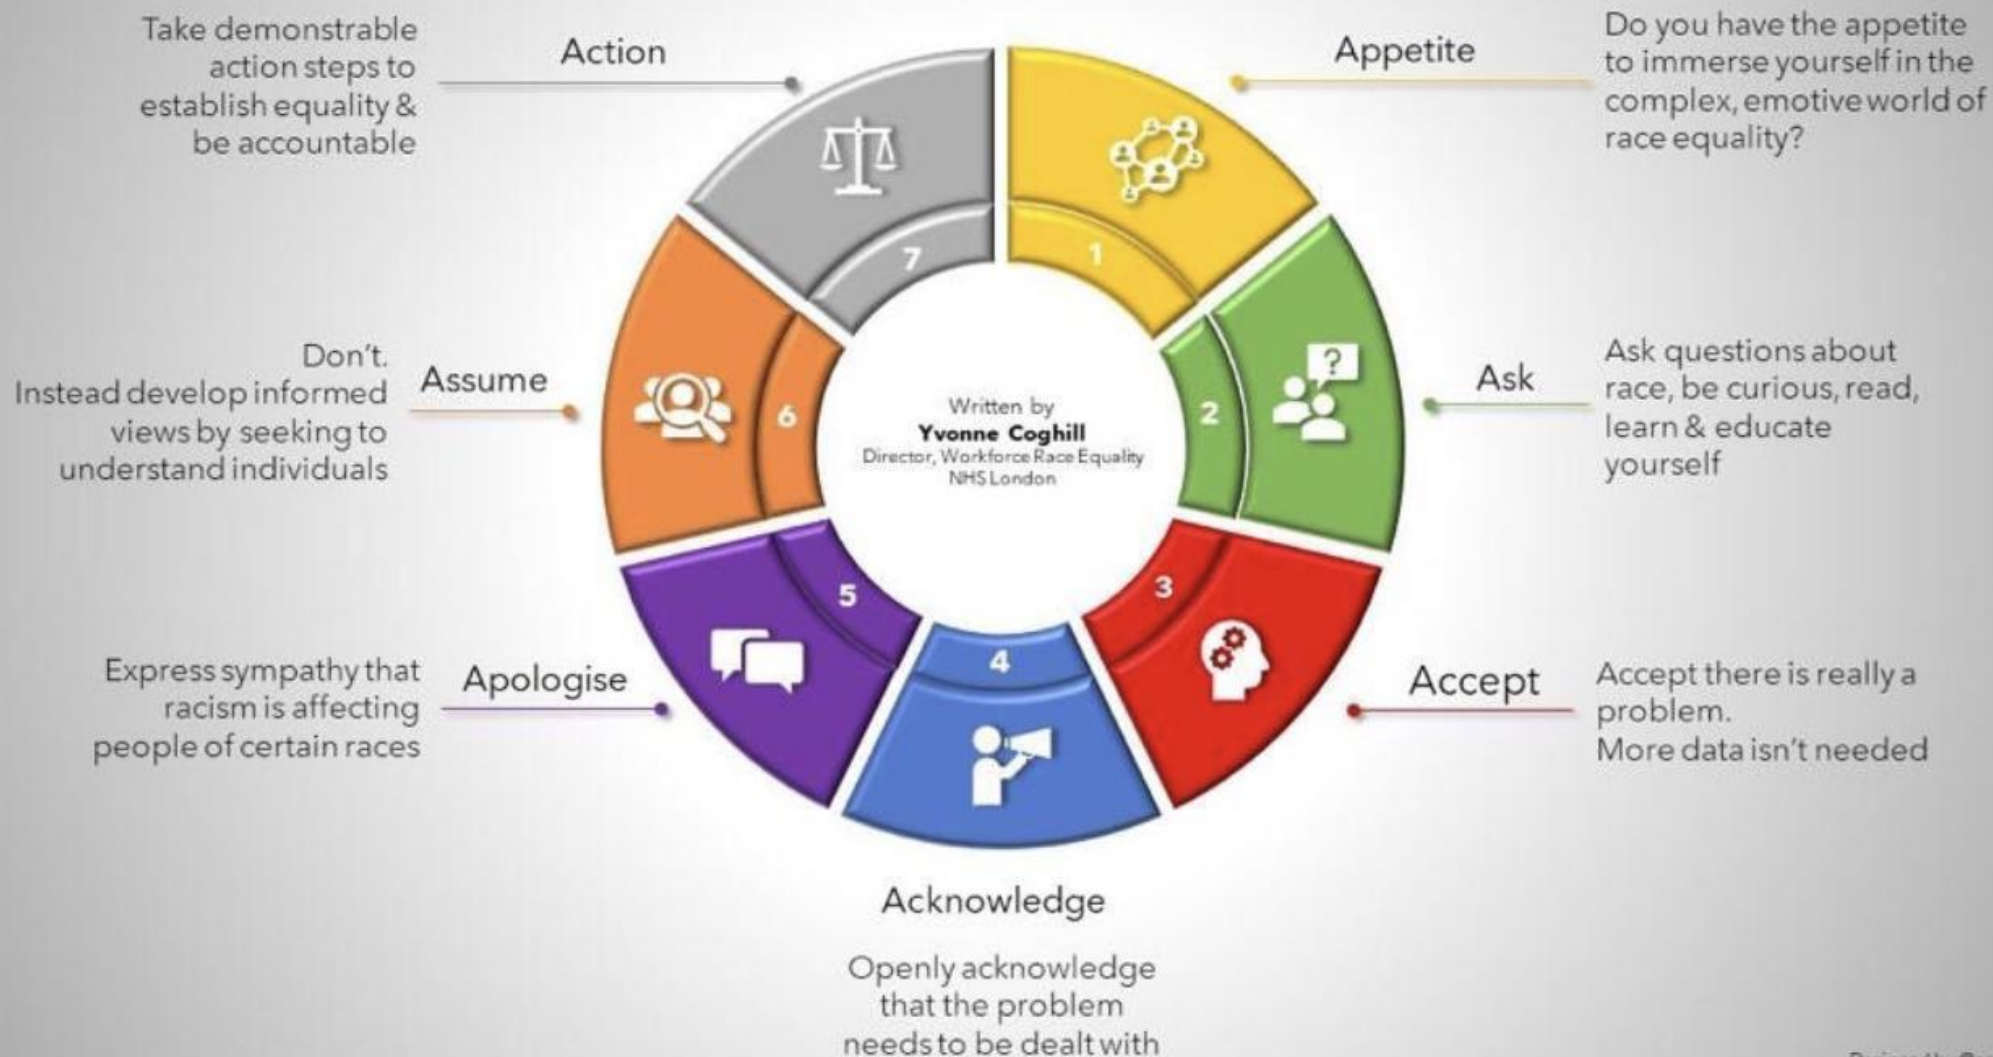 Appetite
Do you have the appetite
to immerse yourself in the
complex, emotive world of
race equality?
1
Ask
Ask questions about
race, be curious, read,
learn & educate
yourself
2
Accept
Accept there is really a
problem.
More data isn't needed
3
4
Acknowledge
Openly acknowledge
that the problem
needs to be dealt with
5
Apologise
Express sympathy that
racism is affecting
people of certain races
6
Assume
Don't.
Instead develop informed
views by seeking to
understand individuals
7
Action
Take demonstrable
action steps to
establish equality &
be accountable
?
Written by
Yvonne Coghill
Director, Workforce Race Equality
NHS London